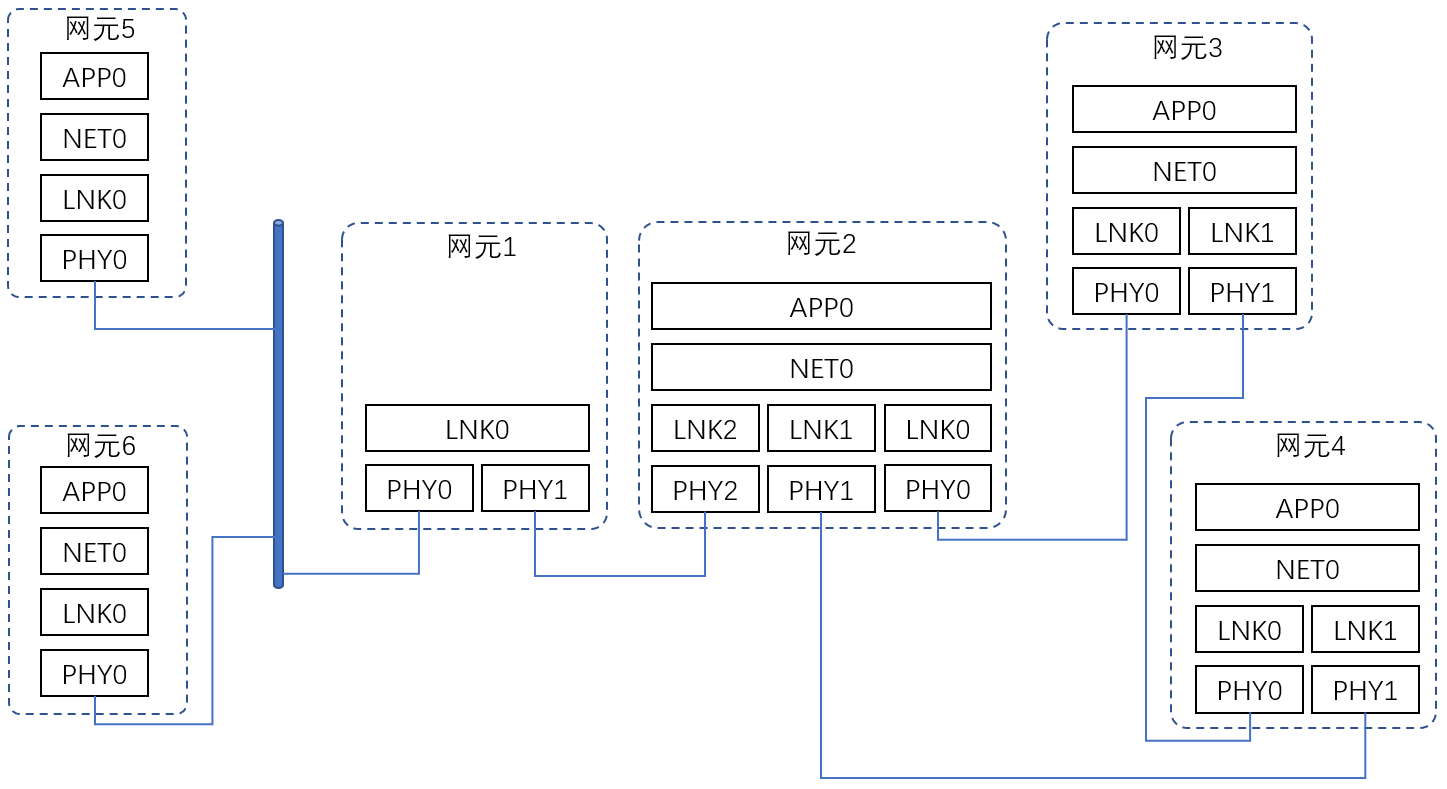 网元5
APP0
NET0
LNK0
PHY0
网元6
APP0
NET0
LNK0
PHY0
网元1
LNK0
PHY0 PHY1
网元2
APP0
NET0
LNK2 LNK1 LNK0
PHY2 PHY1 PHY0
网元3
APP0
NET0
LNK0 LNK1
PHY0 PHY1
网元4
APP0
NET0
LNK0 LNK1
PHY0 PHY1